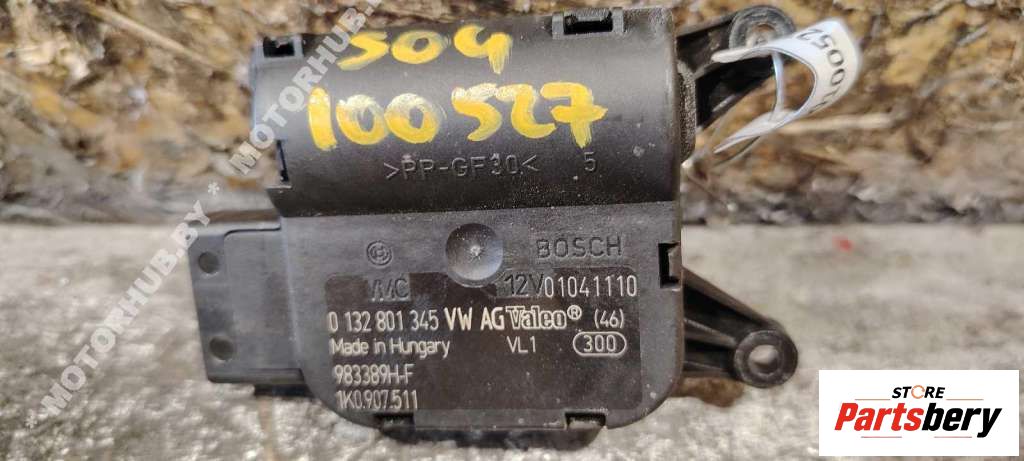 504
100527
>PP-GF30< 5
BOSCH
VMC 12V 01041110
0 132 801 345 VW AG Valeo® (46)
Made in Hungary VL1 300
983389H-F
1K0.907.511
* MOTORHUB.BY * MOTORHUB.BY *
STORE
Partsbery